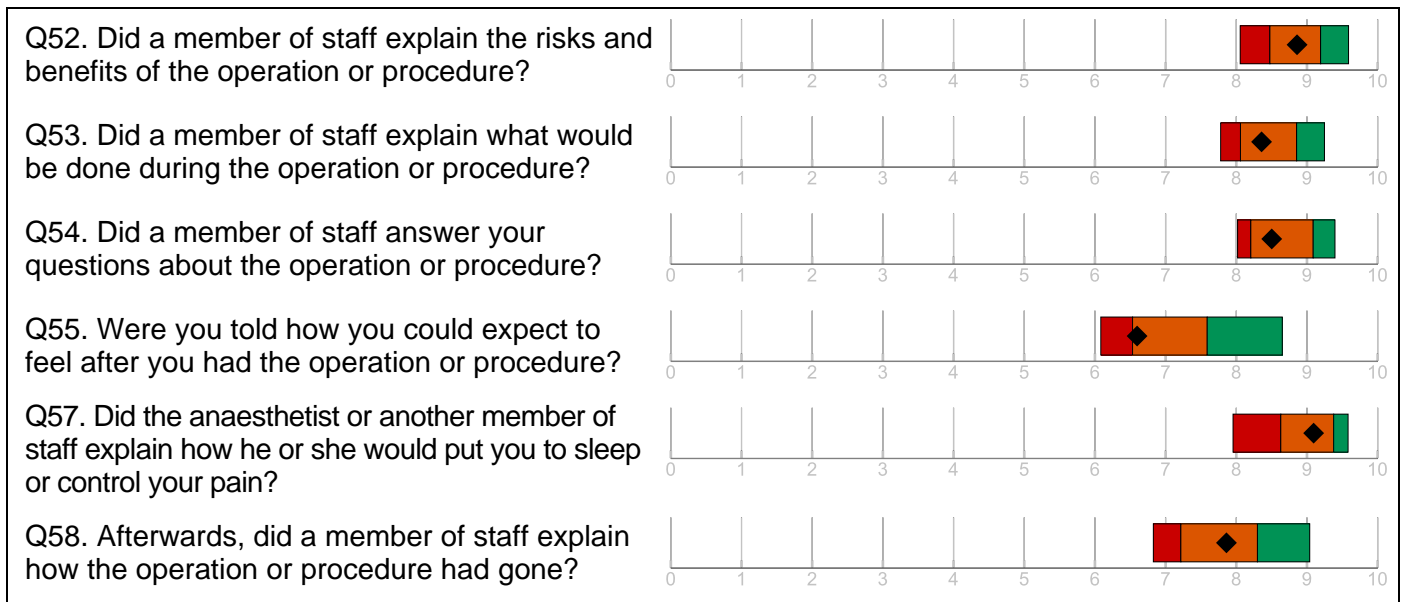 Q52. Did a member of staff explain the risks and
benefits of the operation or procedure?
0 1 2 3 4 5 6 7 8 9 10
Q53. Did a member of staff explain what would
be done during the operation or procedure?
0 1 2 3 4 5 6 7 8 9 10
Q54. Did a member of staff answer your
questions about the operation or procedure?
0 1 2 3 4 5 6 7 8 9 10
Q55. Were you told how you could expect to
feel after you had the operation or procedure?
0 1 2 3 4 5 6 7 8 9 10
Q57. Did the anaesthetist or another member of
staff explain how he or she would put you to sleep
or control your pain?
0 1 2 3 4 5 6 7 8 9 10
Q58. Afterwards, did a member of staff explain
how the operation or procedure had gone?
0 1 2 3 4 5 6 7 8 9 10